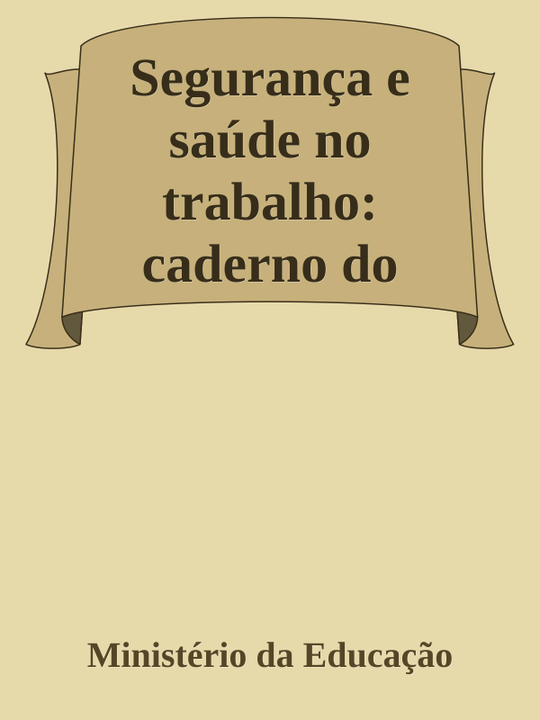 Segurança e
saúde no
trabalho:
caderno do
Ministério da Educação